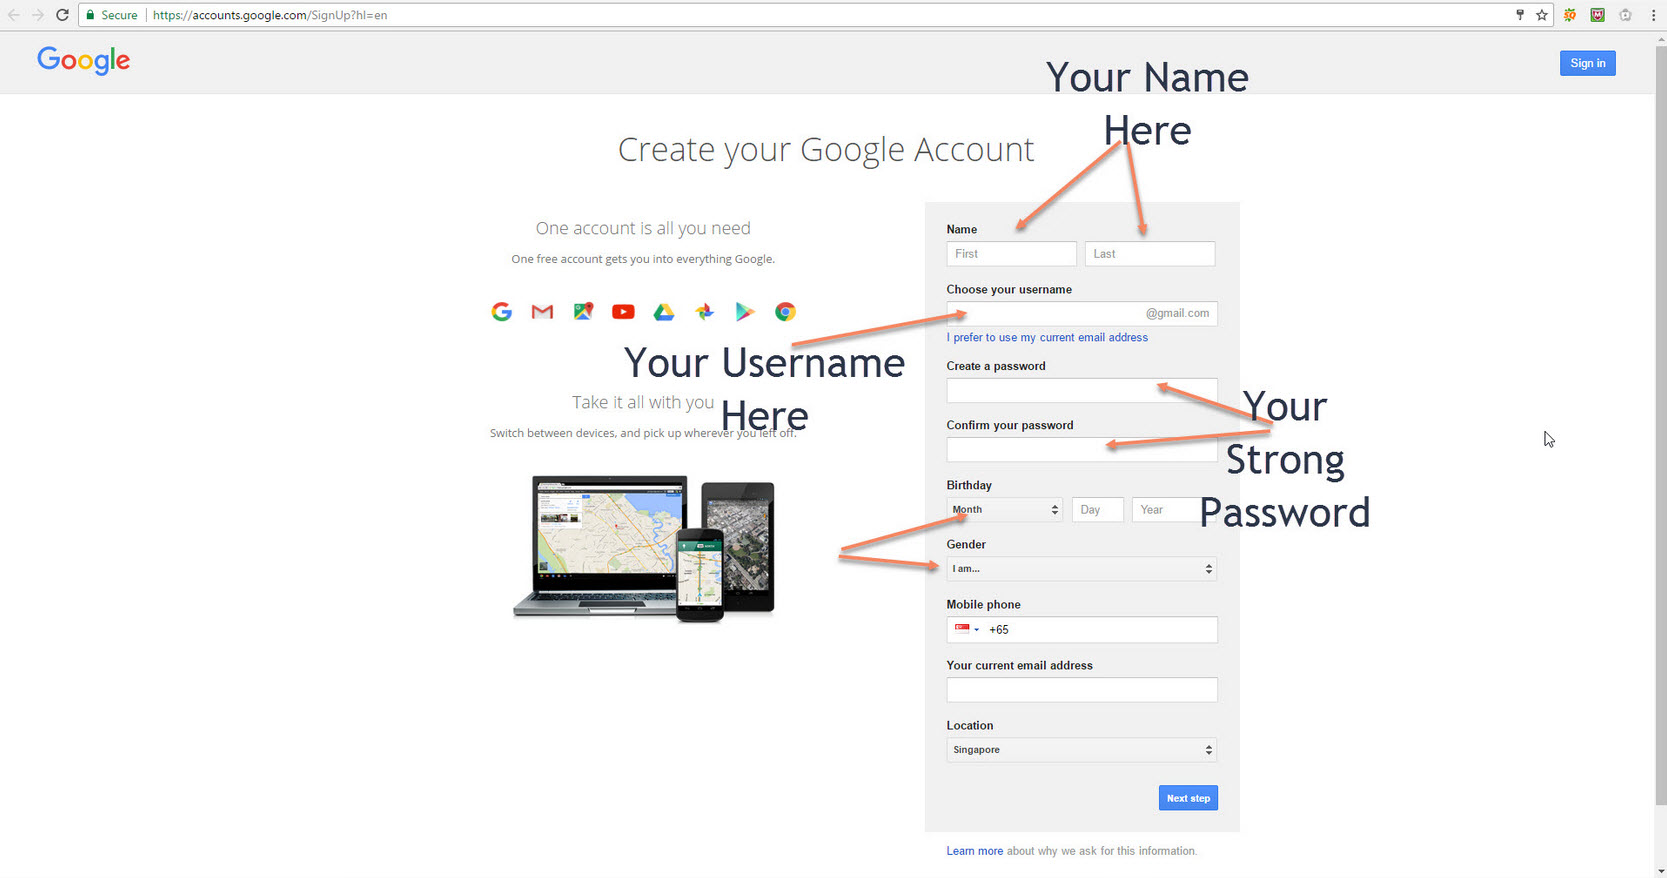 Secure
https://accounts.google.com/SignUp?hl=en
Google
Sign in
Your Name
Here
Create your Google Account
One account is all you need
One free account gets you into everything Google.
Your Username
Here
Take it all with you
Switch between devices, and pick up wherever you left off.
Name
First
Last
Choose your username
@gmail.com
I prefer to use my current email address
Create a password
Confirm your password
Your
Strong
Password
Birthday
Month
Day
Year
Gender
I am...
Mobile phone
+65
Your current email address
Location
Singapore
Next step
Learn more about why we ask for this information.